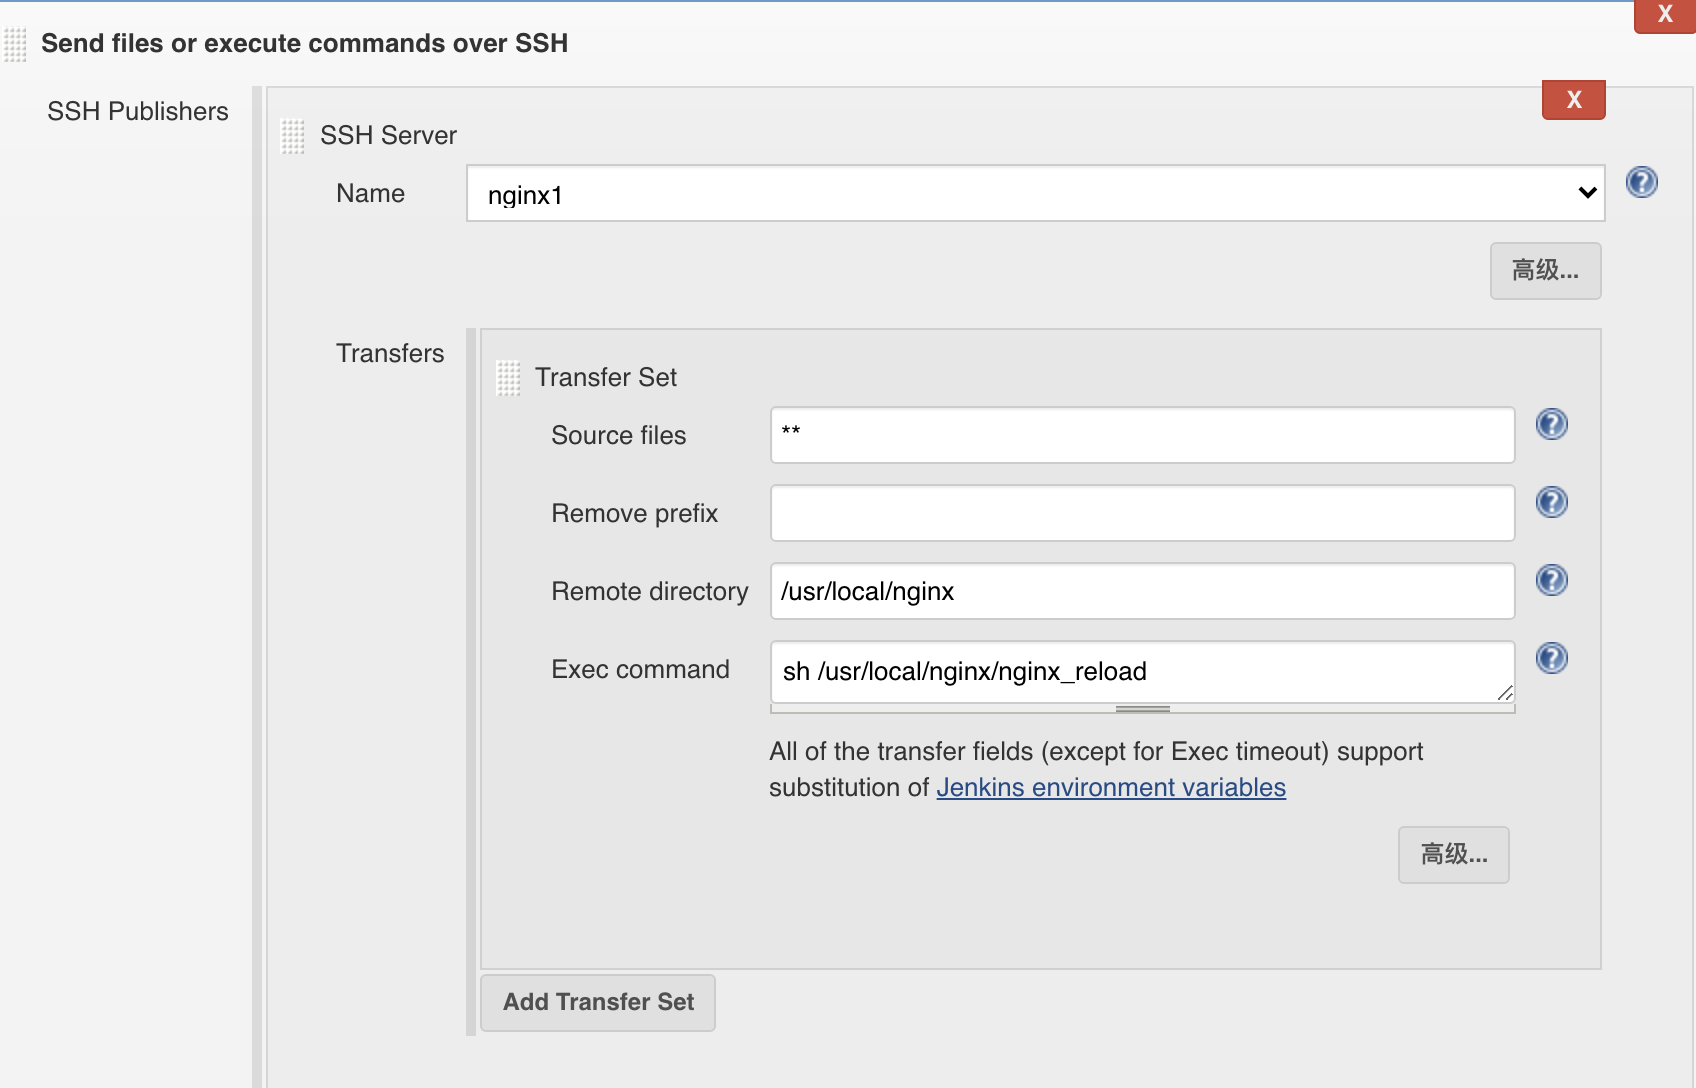 X
Send files or execute commands over SSH
SSH Publishers
X
SSH Server
Name
nginx1
?
高级...
Transfers
Transfer Set
Source files
**
?
Remove prefix
?
Remote directory
/usr/local/nginx
?
Exec command
sh /usr/local/nginx/nginx_reload
?
All of the transfer fields (except for Exec timeout) support
substitution of Jenkins environment variables
高级...
Add Transfer Set